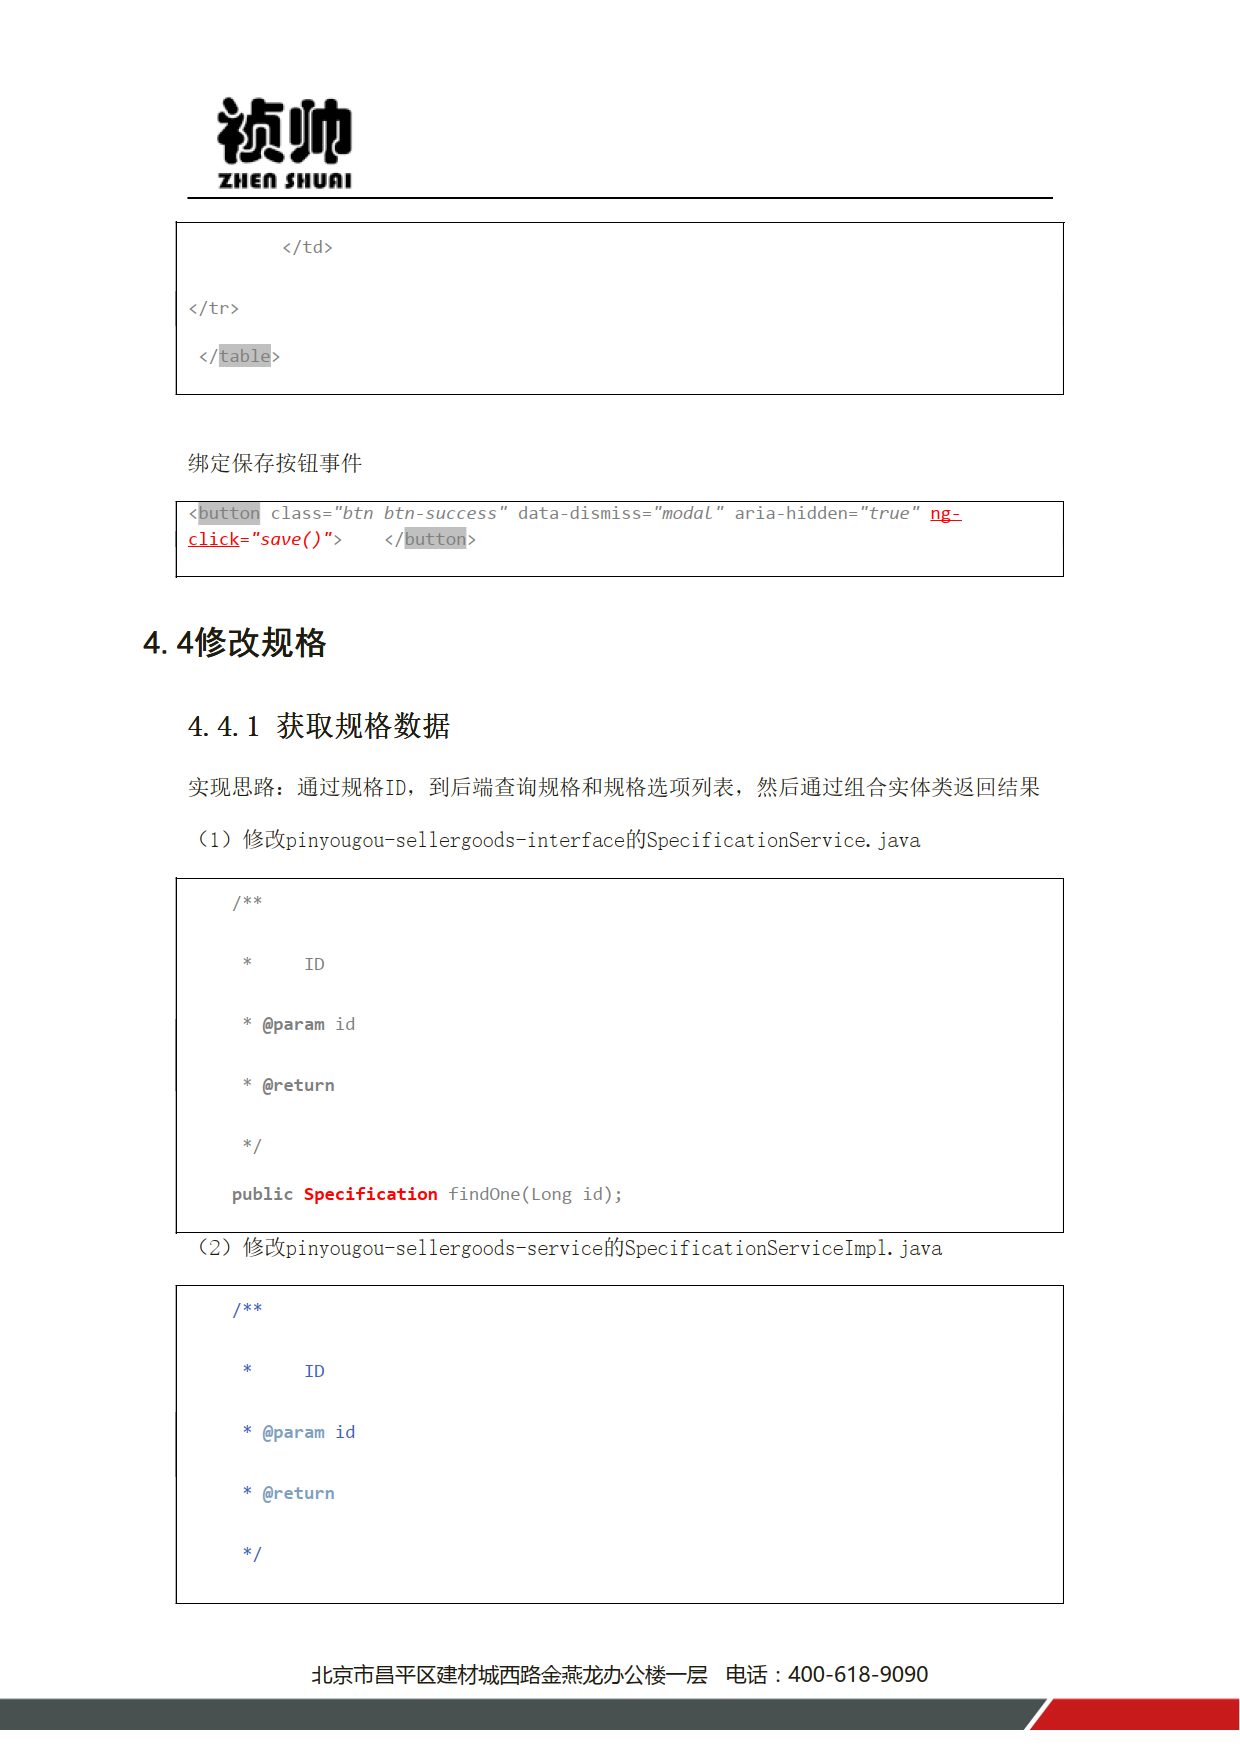 祯帅
ZHEN SHUAI
</td>
</tr>
</table>
绑定保存按钮事件
<button class="btn btn-success" data-dismiss="modal" aria-hidden="true" ng-
click="save()">    </button>
4.4修改规格
4.4.1 获取规格数据
实现思路：通过规格ID，到后端查询规格和规格选项列表，然后通过组合实体类返回结果
（1）修改pinyougou-sellergoods-interface的SpecificationService.java
/**
*     ID
* @param id
* @return
*/
public Specification findOne(Long id);
（2）修改pinyougou-sellergoods-service的SpecificationServiceImpl.java
/**
*     ID
* @param id
* @return
*/
北京市昌平区建材城西路金燕龙办公楼一层   电话：400-618-9090